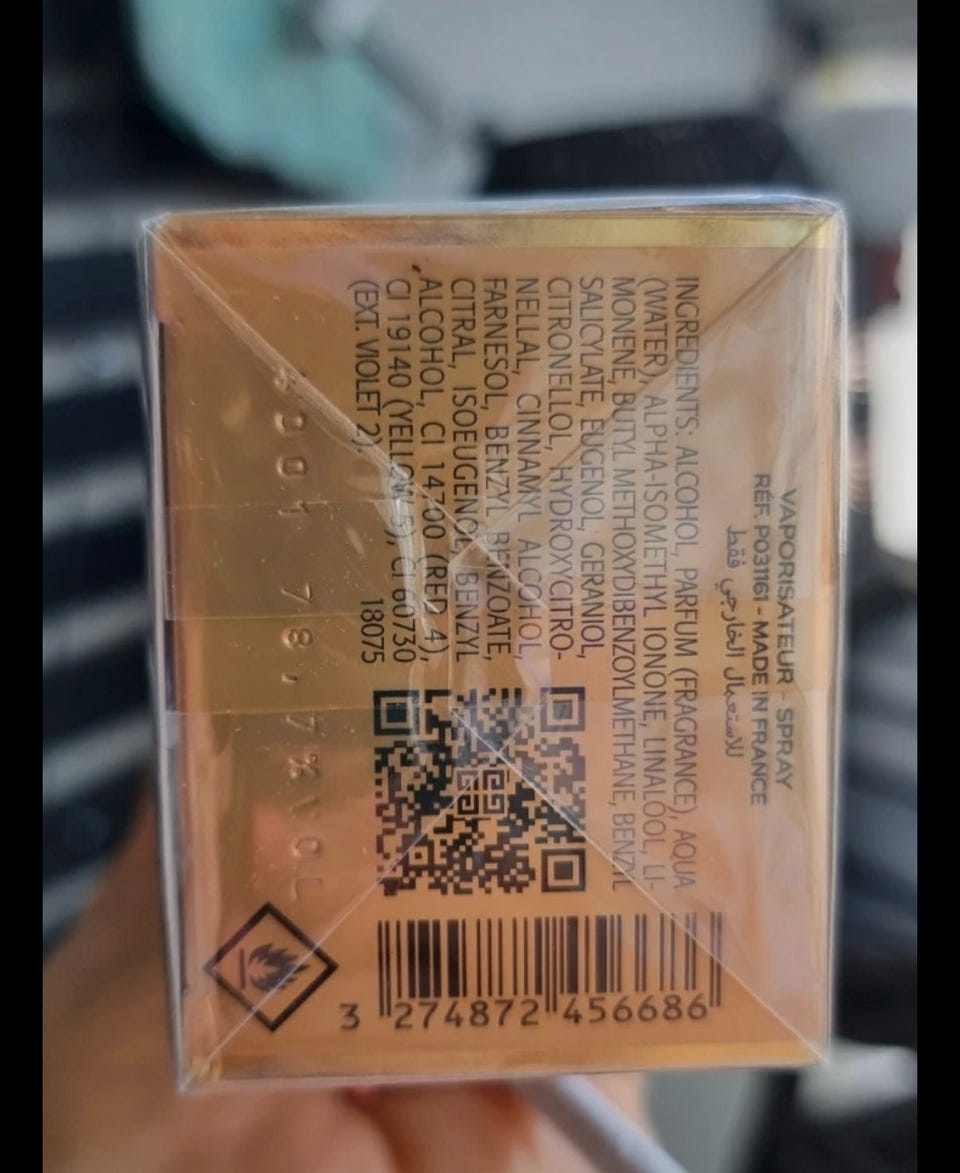 VAPORISATEUR - SPRAY
RÉF. P031161 - MADE IN FRANCE
للاستعمال الخارجي فقط
INGREDIENTS: ALCOHOL, PARFUM (FRAGRANCE), AQUA
(WATER), ALPHA-ISOMETHYL IONONE, LINALOOL, LI-
MONENE, BUTYL METHOXYDIBENZOYLMETHANE, BENZYL
SALICYLATE, EUGENOL, GERANIOL,
CITRONELLOL, HYDROXYCITRO-
NELLAL, CINNAMYL ALCOHOL,
FARNESOL, BENZYL BENZOATE,
CITRAL, ISOEUGENOL, BENZYL
ALCOHOL, CI 14700 (RED 4),
CI 19140 (YELLOW 5), CI 60730
(EXT. VIOLET 2).
18075
78,7% VOL
3 274872 456686